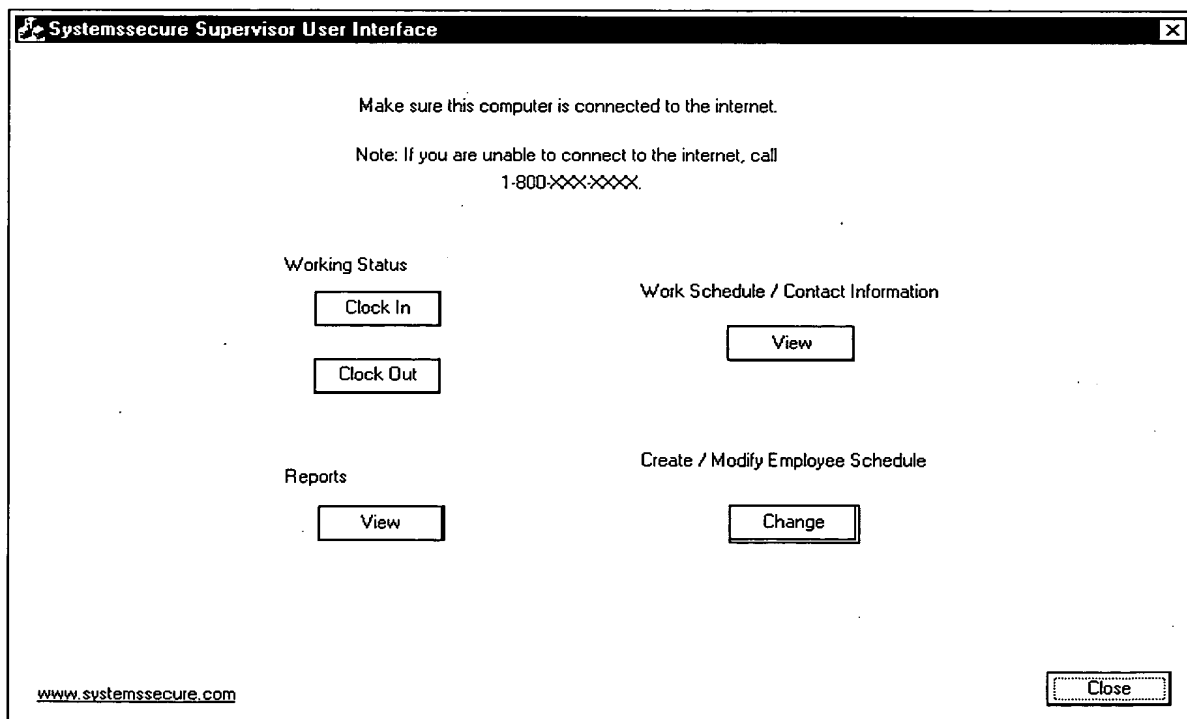 Systemssecure Supervisor User Interface
Make sure this computer is connected to the internet.
Note: If you are unable to connect to the internet, call
1-800-XXX-XXXX.
Working Status
Clock In
Clock Out
Work Schedule / Contact Information
View
Reports
View
Create / Modify Employee Schedule
Change
www.systemssecure.com
Close